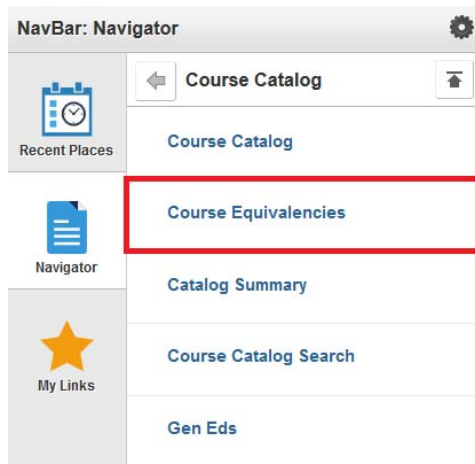 NavBar: Navigator
Recent Places
Navigator
My Links
Course Catalog
Course Catalog
Course Equivalencies
Catalog Summary
Course Catalog Search
Gen Eds